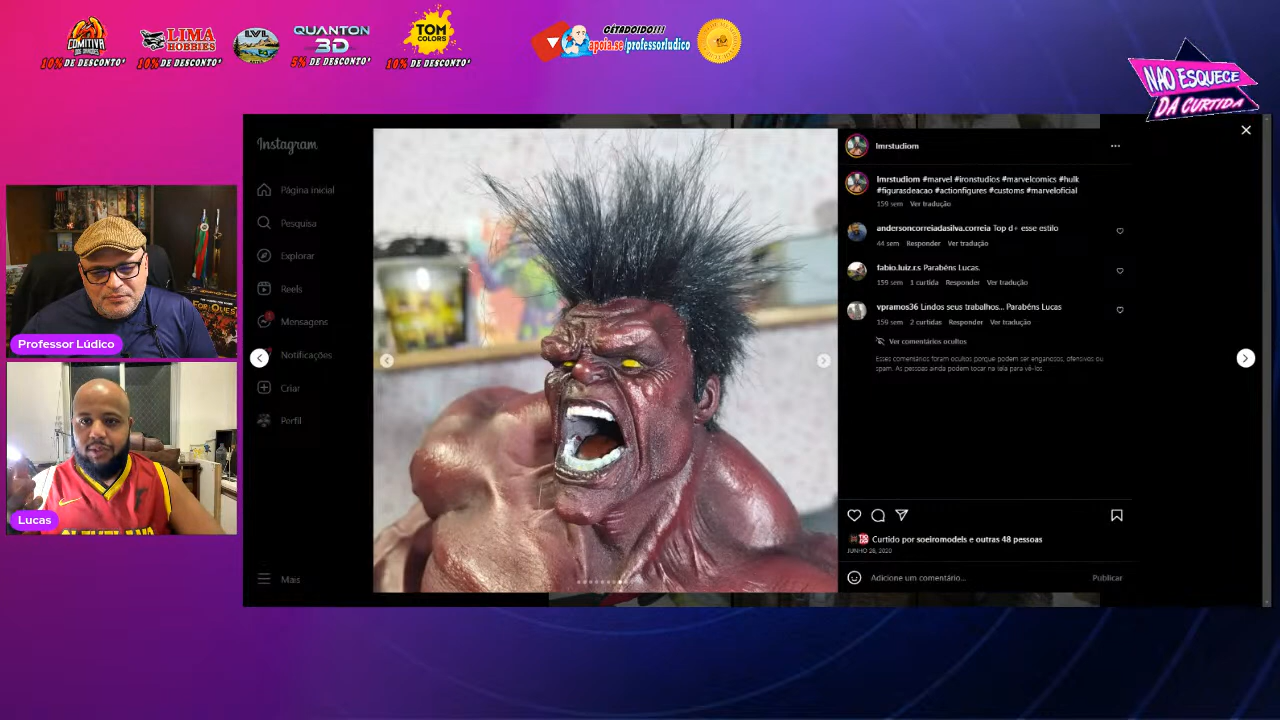 COMITIVA
DOS DRAGÕES
10% DE DESCONTO*
LIMA
HOBBIES
10% DE DESCONTO*
LVL
QUANTON
3D
5% DE DESCONTO*
TOM
COLORS
10% DE DESCONTO*
GÉTÁDOIDO!!!
apoia.se/professorludico
NÃO ESQUECE
DA CURTIDA
Instagram
Página inicial
Pesquisa
Explorar
Reels
Mensagens
Notificações
Criar
Perfil
Mais
Professor Lúdico
Lucas
lmrstudiom
lmrstudiom #marvel #ironstudios #marvelcomics #hulk
#figurasdeacao #actionfigures #customs #marveloficial
159 sem Ver tradução
andersoncorreiadasilva.correia Top d+ esse estilo
44 sem Responder Ver tradução
fabio.luiz.r.s Parabéns Lucas.
159 sem 1 curtida Responder Ver tradução
vpramos36 Lindos seus trabalhos... Parabéns Lucas
159 sem 2 curtidas Responder Ver tradução
Ver comentários ocultos
Esses comentários foram ocultos porque podem ser enganosos, ofensivos ou
spam. As pessoas ainda podem tocar na tela para vê-los.
Curtido por soeiromodels e outras 48 pessoas
JUNHO 28, 2020
Adicione um comentário...
Publicar